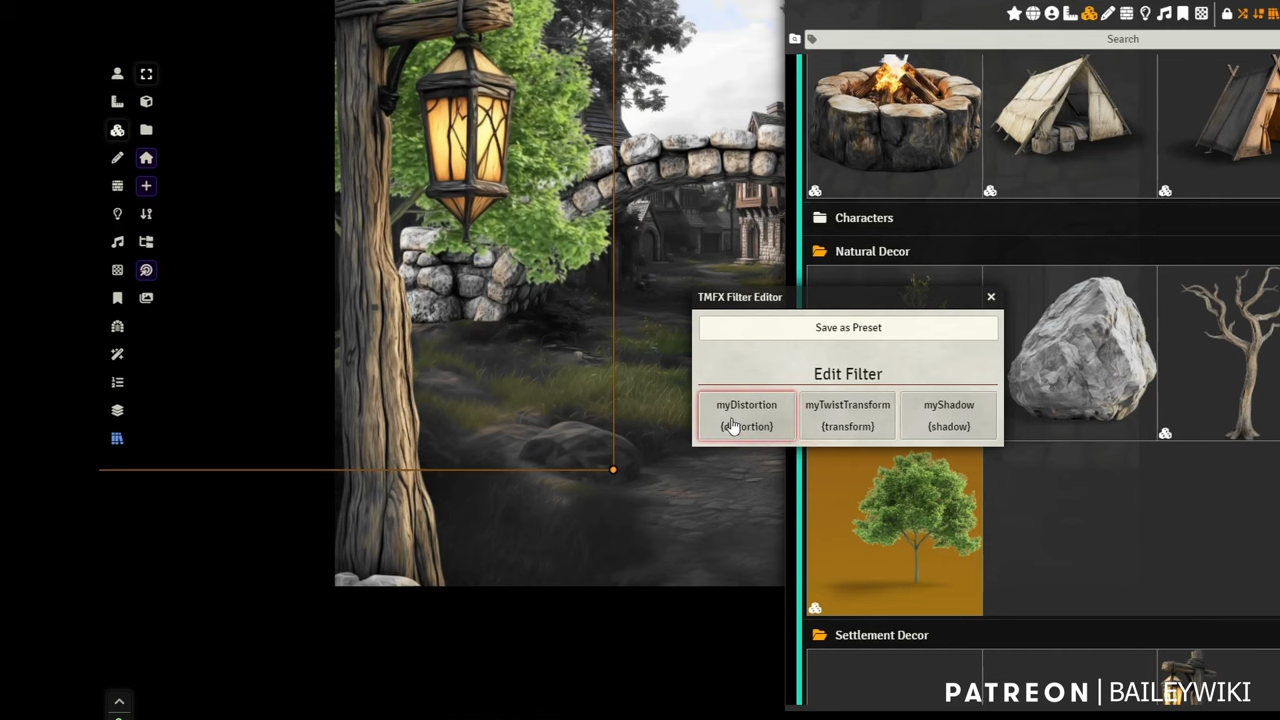 Search
Characters
Natural Decor
TMFX Filter Editor
Save as Preset
Edit Filter
myDistortion
myTwistTransform
{transform}
myShadow
{shadow}
Settlement Decor
PATREON | BAILEYWIKI